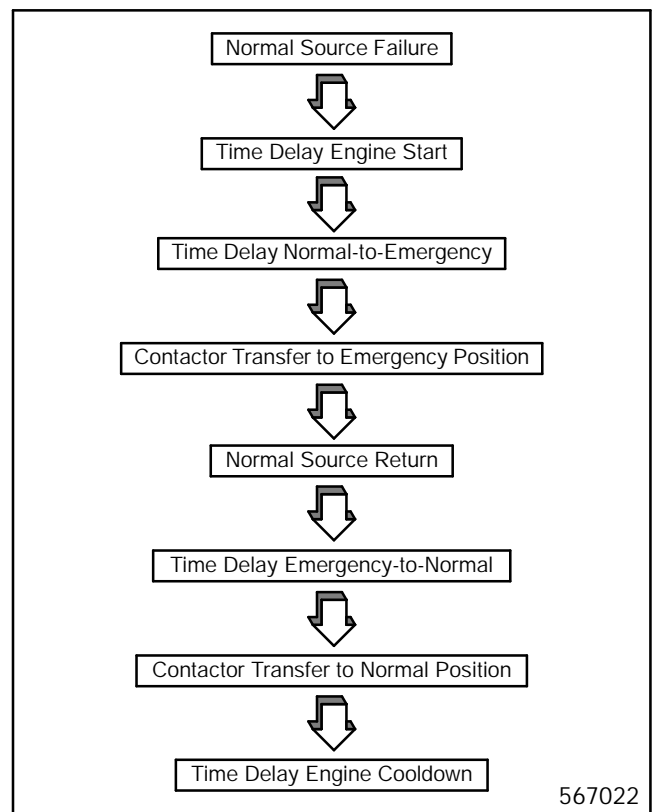 Normal Source Failure
Time Delay Engine Start
Time Delay Normal-to-Emergency
Contactor Transfer to Emergency Position
Normal Source Return
Time Delay Emergency-to-Normal
Contactor Transfer to Normal Position
Time Delay Engine Cooldown
567022